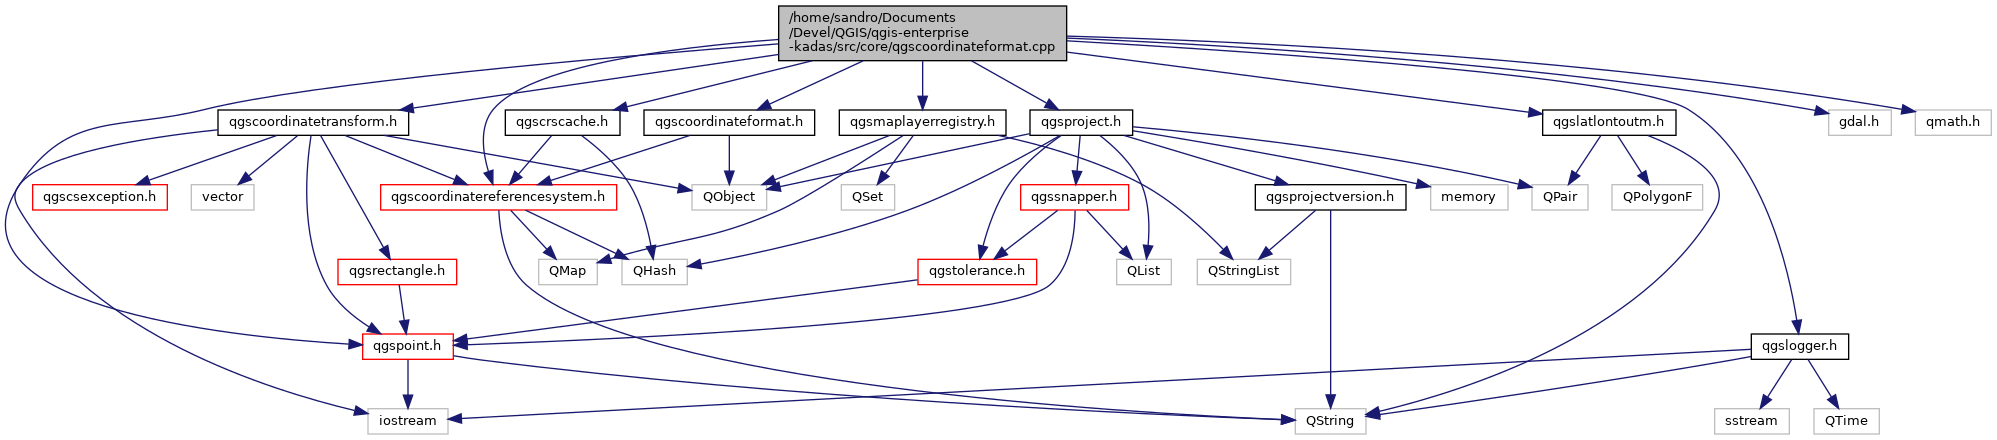 /home/sandro/Documents
/Devel/QGIS/qgis-enterprise
-kadas/src/core/qgscoordinateformat.cpp
qgscoordinatetransform.h
qgscrscache.h
qgscoordinateformat.h
qgsmaplayerregistry.h
qgsproject.h
qgslatlontoutm.h
gdal.h
qmath.h
qgscsexception.h
vector
qgscoordinatereferencesystem.h
QObject
QSet
qgssnapper.h
qgsprojectversion.h
memory
QPair
QPolygonF
qgsrectangle.h
QMap
QHash
qgstolerance.h
QList
QStringList
qgspoint.h
qgslogger.h
iostream
QString
sstream
QTime